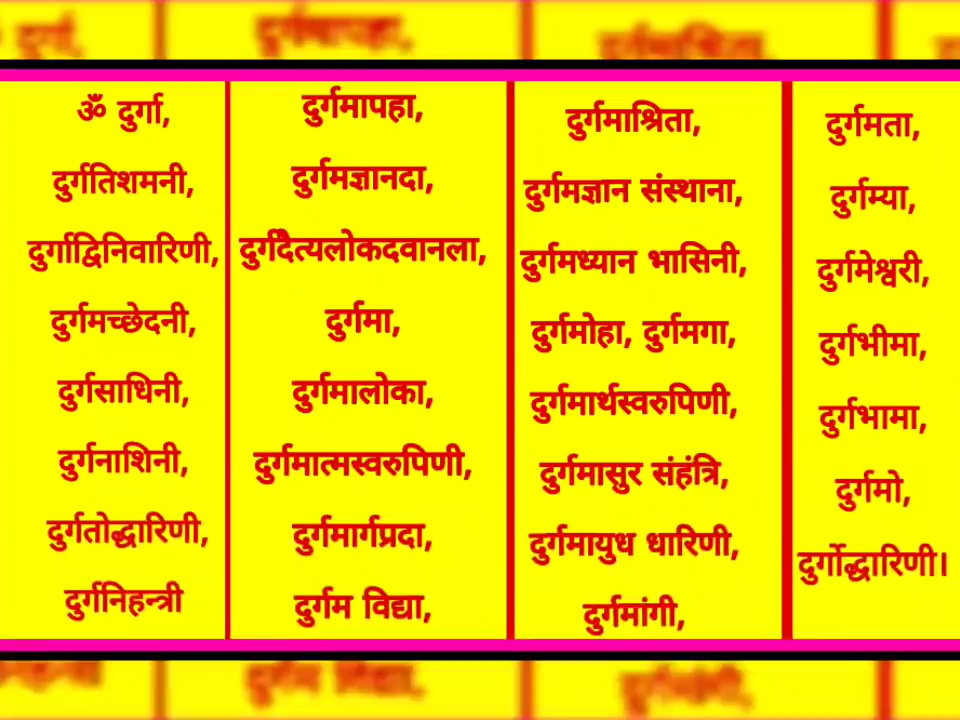 ॐ दुर्गा,
दुर्गतिशमनी,
दुर्गाद्विनिवारिणी,
दुर्गमच्छेदनी,
दुर्गसाधिनी,
दुर्गनाशिनी,
दुर्गतोद्धारिणी,
दुर्गनिहन्त्री
दुर्गमापहा,
दुर्गमज्ञानदा,
दुर्गदैत्यलोकदवानला,
दुर्गमा,
दुर्गमालोका,
दुर्गमात्मस्वरुपिणी,
दुर्गमार्गप्रदा,
दुर्गम विद्या,
दुर्गमाश्रिता,
दुर्गमज्ञान संस्थाना,
दुर्गमध्यान भासिनी,
दुर्गमोहा, दुर्गमगा,
दुर्गमार्थस्वरुपिणी,
दुर्गमासुर संहंत्रि,
दुर्गमायुध धारिणी,
दुर्गमांगी,
दुर्गमता,
दुर्गम्या,
दुर्गमेश्वरी,
दुर्गभीमा,
दुर्गभामा,
दुर्गमो,
दुर्गोद्धारिणी।